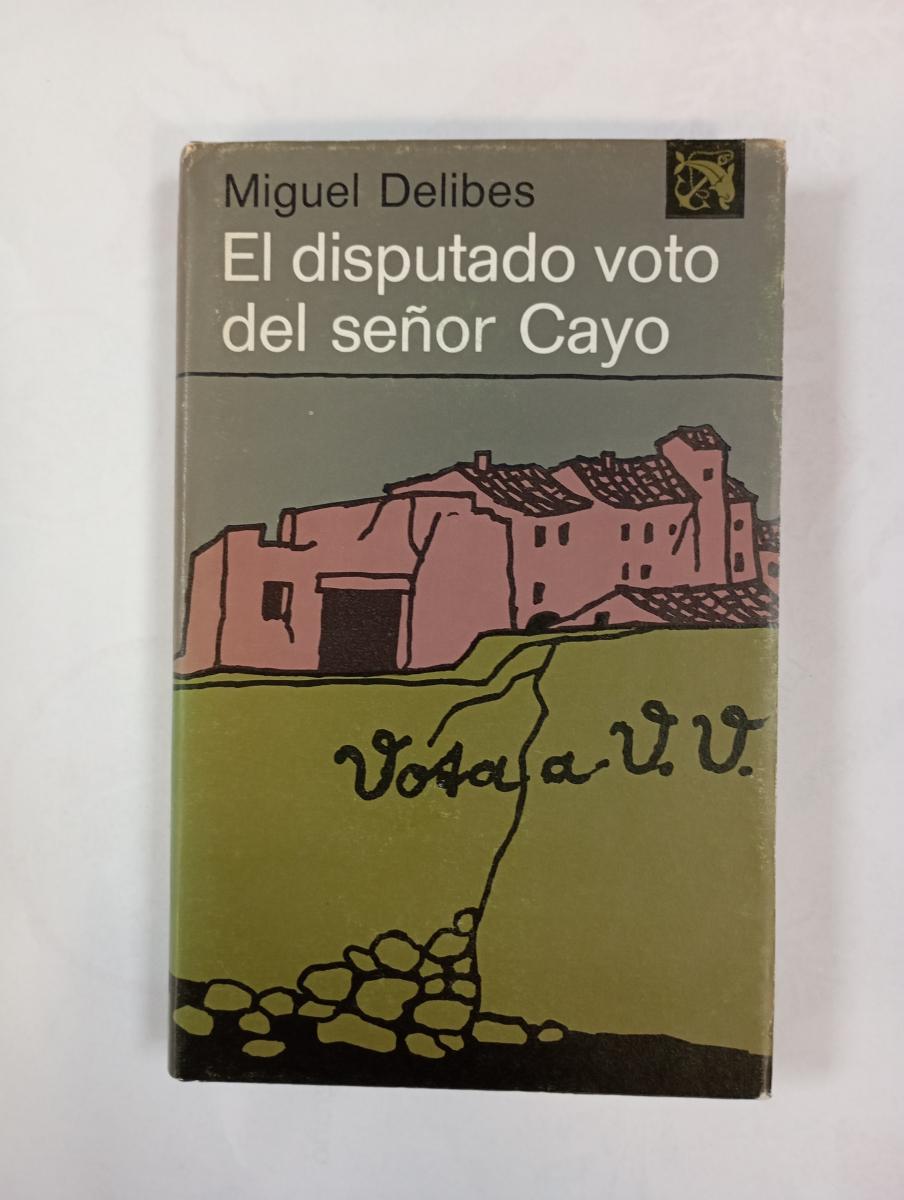 Miguel Delibes
El disputado voto
del señor Cayo
Vota a V. V.